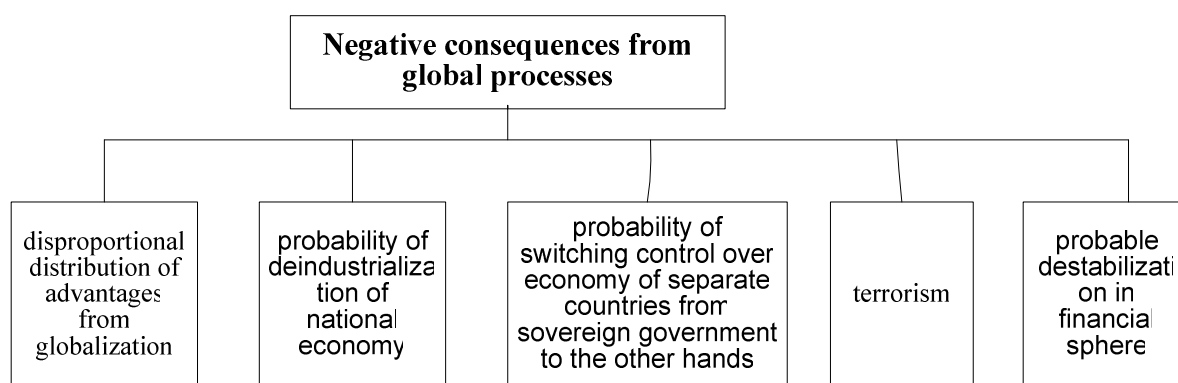 Negative consequences from
global processes
disproportional
distribution of
advantages
from
globalization
probability of
deindustrializa
tion of
national
economy
probability of
switching control over
economy of separate
countries from
sovereign government
to the other hands
terrorism
probable
destabilizati
on in
financial
sphere